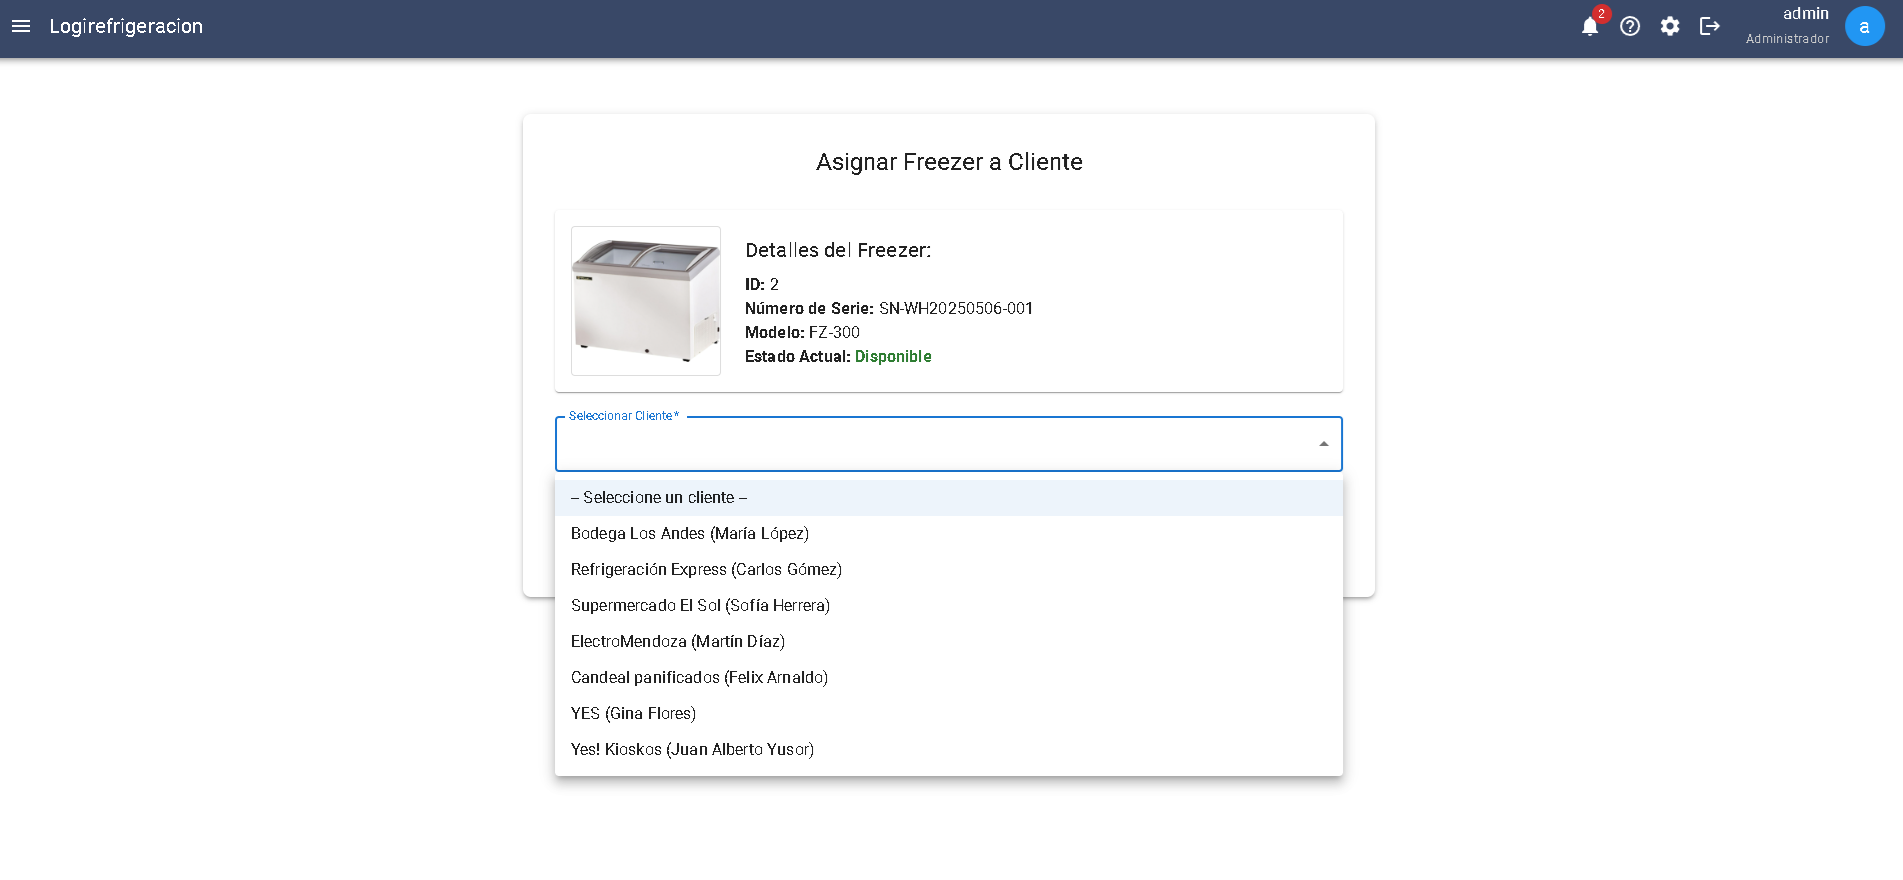 Logirefrigeracion
2
admin
Administrador
a
Asignar Freezer a Cliente
Detalles del Freezer:
ID: 2
Número de Serie: SN-WH20250506-001
Modelo: FZ-300
Estado Actual: Disponible
Seleccionar Cliente *
-- Seleccione un cliente --
Bodega Los Andes (María López)
Refrigeración Express (Carlos Gómez)
Supermercado El Sol (Sofía Herrera)
ElectroMendoza (Martín Díaz)
Candeal panificados (Felix Arnaldo)
YES (Gina Flores)
Yes! Kioskos (Juan Alberto Yusor)